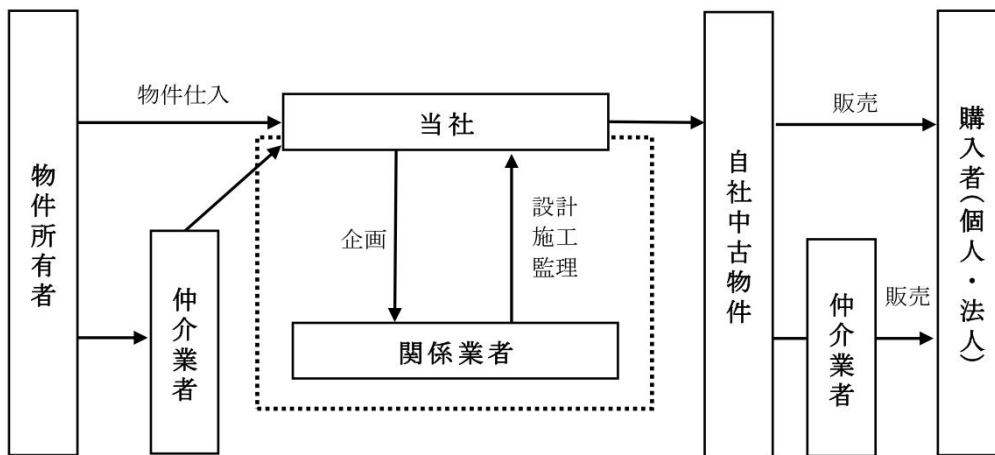 物件所有者
物件仕入
仲介業者
当社
企画
設計
施工
監理
関係業者
自社中古物件
販売
仲介業者
販売
購入者(個人・法人)